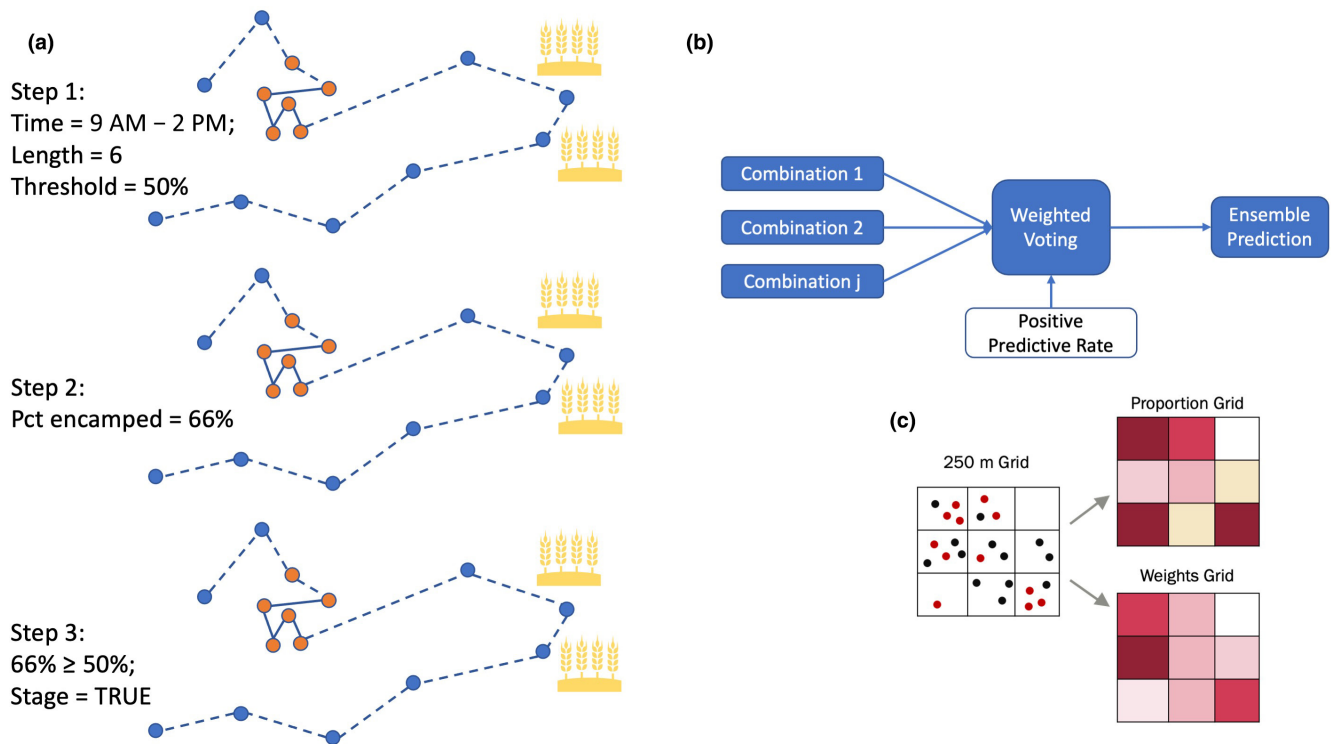 (a)
Step 1:
Time = 9 AM – 2 PM;
Length = 6
Threshold = 50%
Step 2:
Pct encamped = 66%
Step 3:
66% ≥ 50%;
Stage = TRUE
(b)
Combination 1
Combination 2
Combination j
Weighted
Voting
Ensemble
Prediction
Positive
Predictive Rate
(c)
250 m Grid
Proportion Grid
Weights Grid